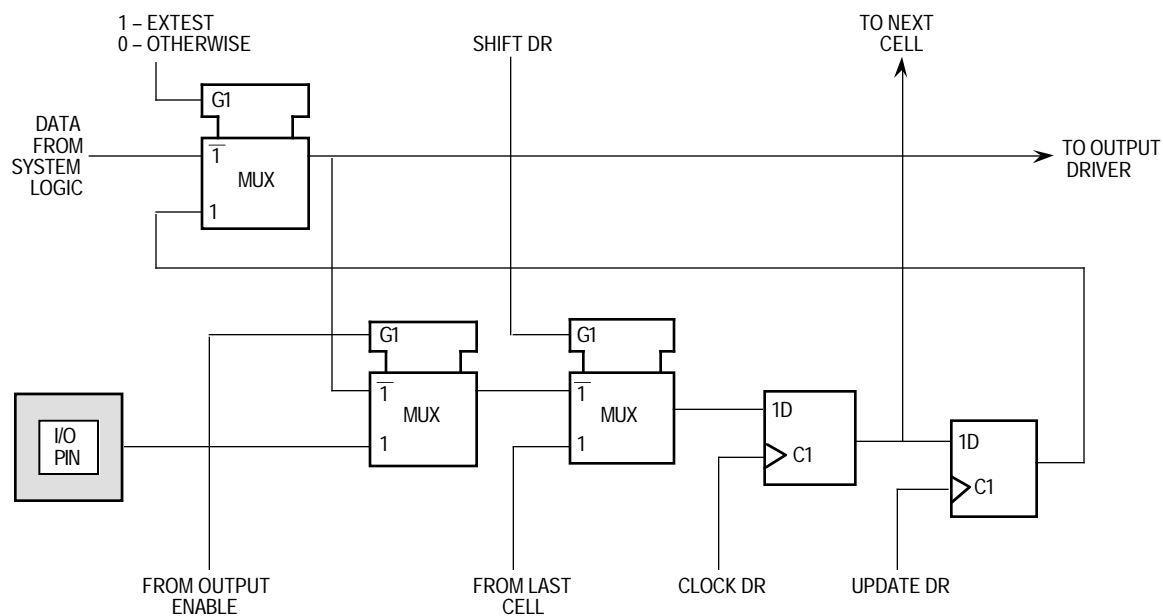 1 – EXTEST
0 – OTHERWISE
SHIFT DR
TO NEXT
CELL
G1
DATA
FROM
SYSTEM
LOGIC
1
MUX
1
TO OUTPUT
DRIVER
G1
G1
1
MUX
1
1
MUX
1
I/O
PIN
1D
C1
1D
C1
FROM OUTPUT
ENABLE
FROM LAST
CELL
CLOCK DR
UPDATE DR